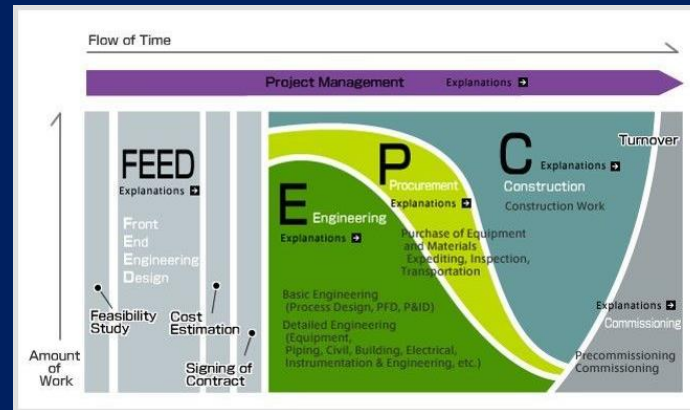 Flow of Time
Project Management Explanations
Turnover
FEED
Explanations
Front
End
Engineering
Design
Feasibility
Study
Cost
Estimation
Signing of
Contract
Amount
of Work
E Engineering
Explanations
Basic Engineering
(Process Design, PFD, P&ID)
Detailed Engineering
(Equipment,
Piping, Civil, Building, Electrical,
Instrumentation & Engineering, etc.)
P
Procurement
Explanations
Purchase of Equipment
and Materials
Expediting, Inspection,
Transportation
C Explanations
Construction
Construction Work
Explanations
Commissioning
Precommissioning
Commissioning